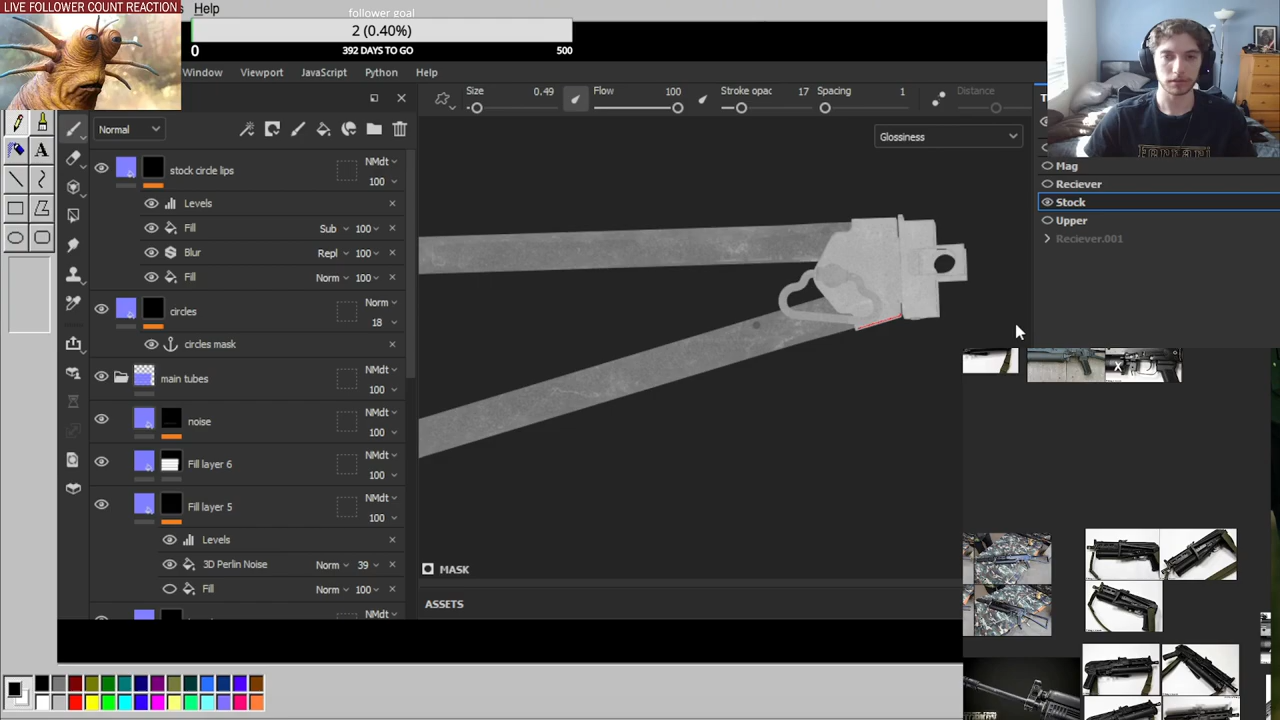 LIVE FOLLOWER COUNT REACTION
Help
follower goal
2 (0.40%)
0
392 DAYS TO GO
500
Window
Viewport
JavaScript
Python
Help
Size
0.49
Flow
100
Stroke opac
17
Spacing
1
Distance
Normal
Glossiness
stock circle lips
NMdt
100
Levels
Fill
Sub
100
Blur
Repl
100
Fill
Norm
100
circles
Norm
18
circles mask
main tubes
NMdt
100
noise
NMdt
100
Fill layer 6
NMdt
100
Fill layer 5
NMdt
100
Levels
3D Perlin Noise
Norm
39
Fill
Norm
100
Mag
Reciever
Stock
Upper
Reciever.001
MASK
ASSETS
A
X